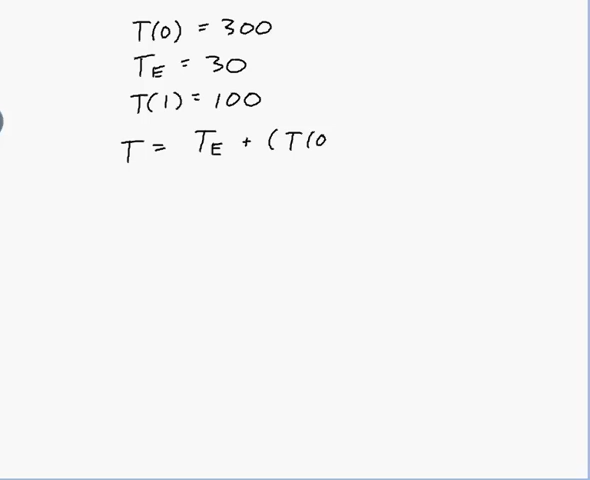 T(0) = 300
T_E = 30
T(1) = 100
T = T_E + (T(0